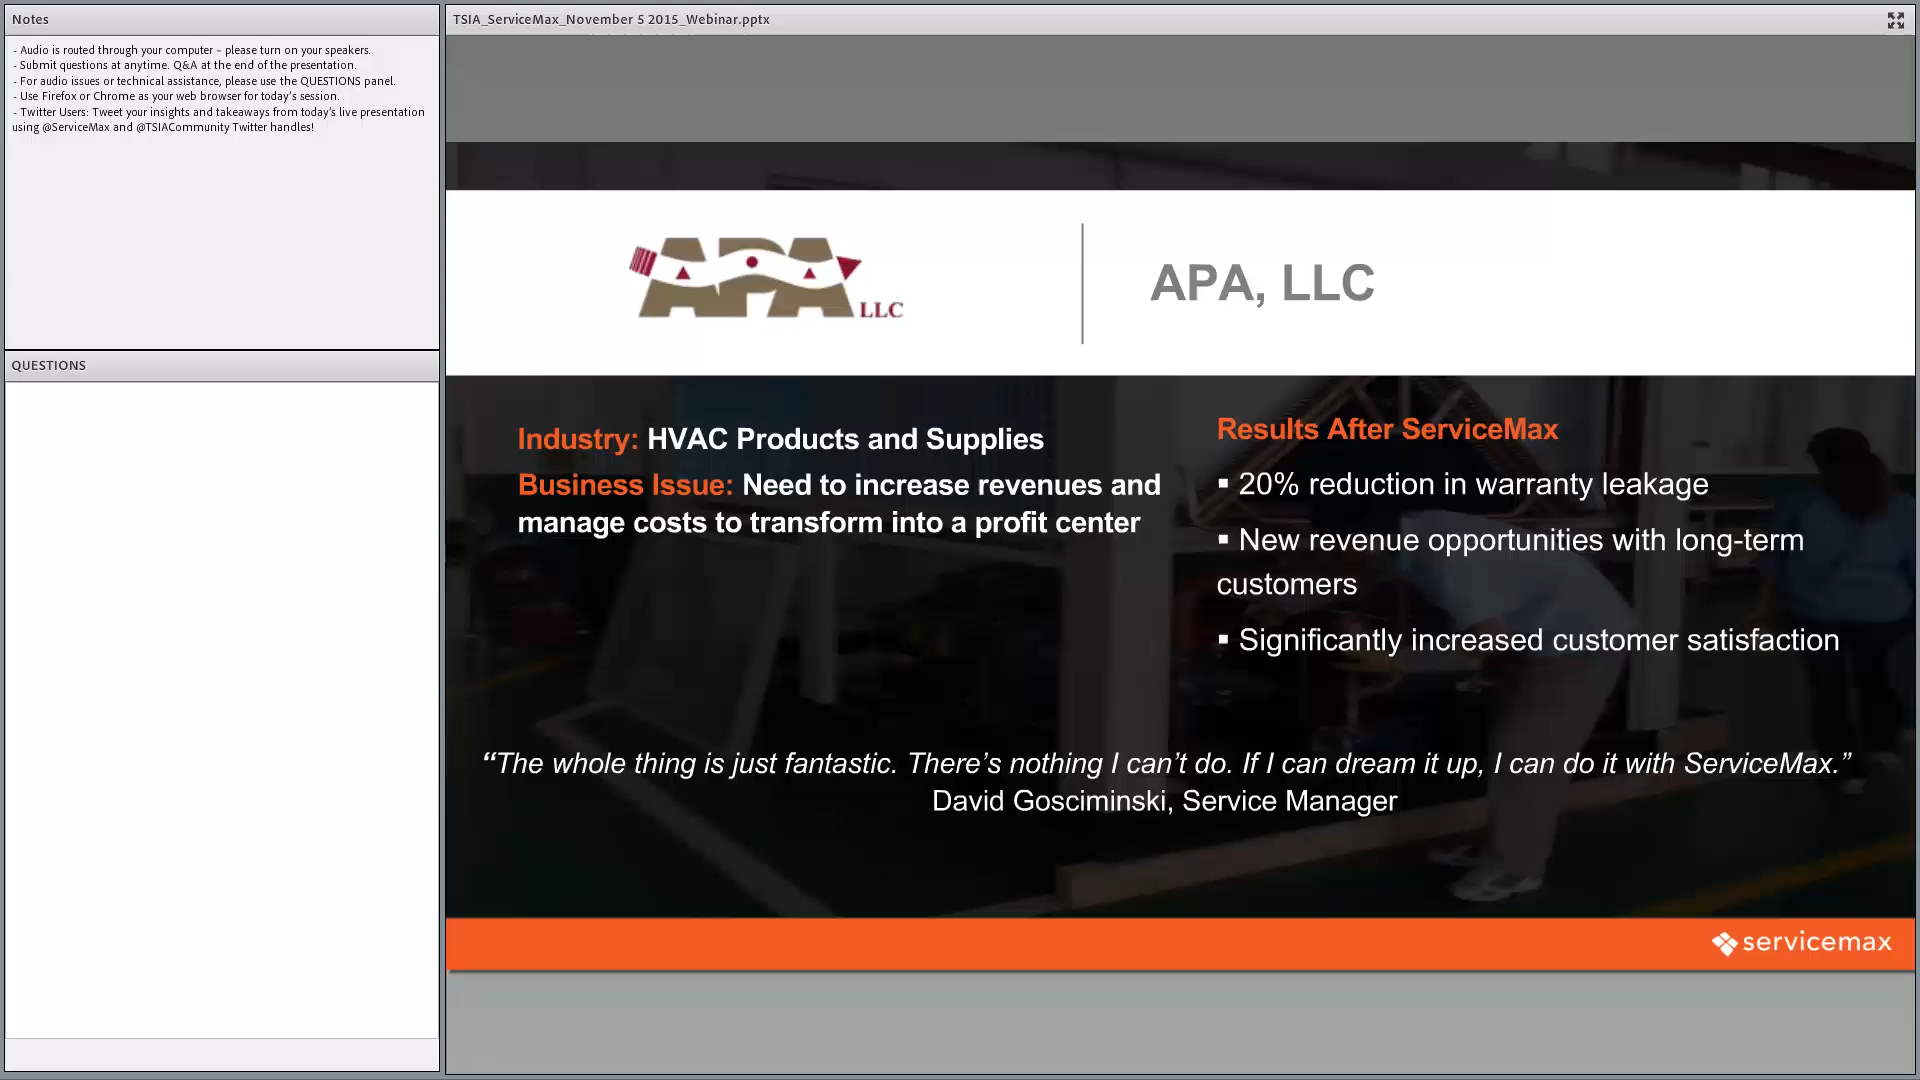 Notes
- Audio is routed through your computer – please turn on your speakers.
- Submit questions at anytime. Q&A at the end of the presentation.
- For audio issues or technical assistance, please use the QUESTIONS panel.
- Use Firefox or Chrome as your web browser for today's session.
- Twitter Users: Tweet your insights and takeaways from today's live presentation
using @ServiceMax and @TSIACommunity Twitter handles!
QUESTIONS
TSIA_ServiceMax_November 5 2015_Webinar.pptx
APA LLC
APA, LLC
Industry: HVAC Products and Supplies
Business Issue: Need to increase revenues and
manage costs to transform into a profit center
Results After ServiceMax
▪ 20% reduction in warranty leakage
▪ New revenue opportunities with long-term
customers
▪ Significantly increased customer satisfaction
“The whole thing is just fantastic. There’s nothing I can’t do. If I can dream it up, I can do it with ServiceMax.”
David Gosciminski, Service Manager
servicemax